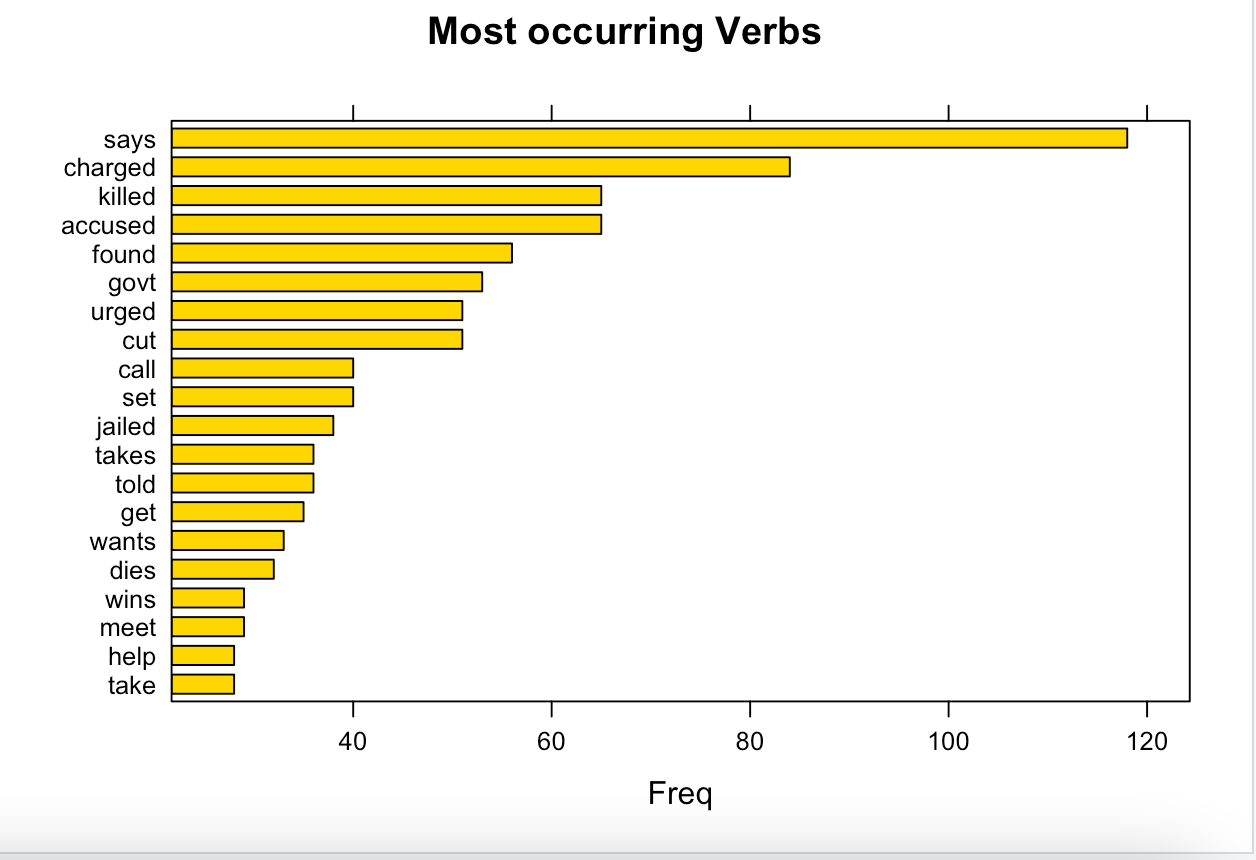 Most occurring Verbs
says
charged
killed
accused
found
govt
urged
cut
call
set
jailed
takes
told
get
wants
dies
wins
meet
help
take
40 60 80 100 120
Freq